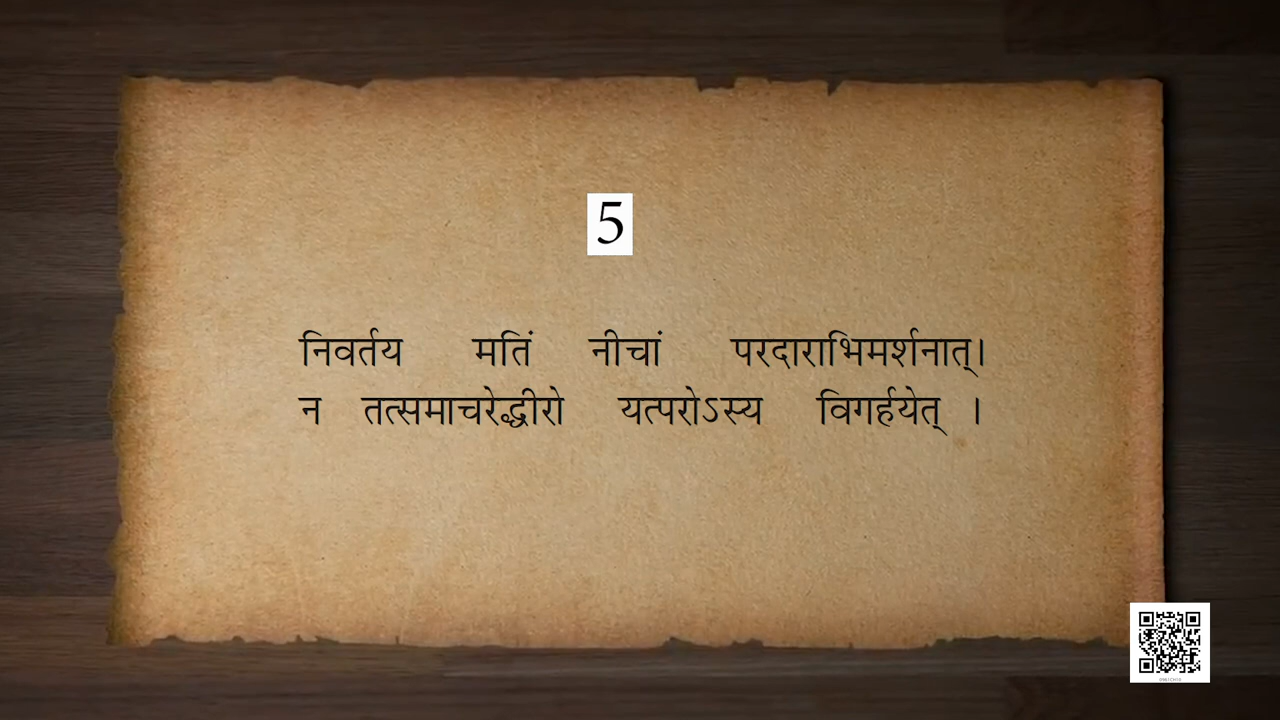 5
निवर्तय मतिं नीचां परदाराभिमर्शनात्।
न तत्समाचरेद्धीरो यत्परोऽस्य विगर्हयेत् ।